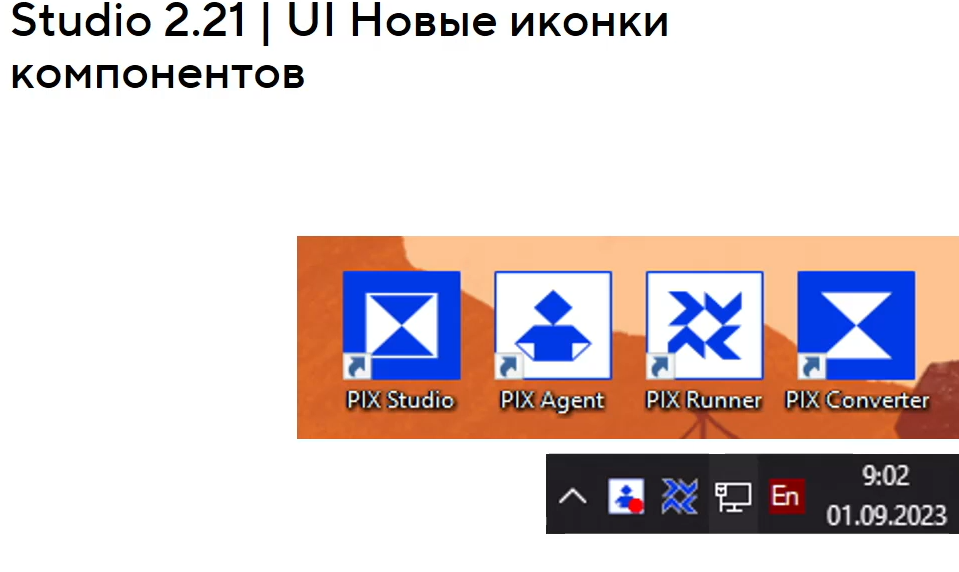 Studio 2.21 | UI Новые иконки
компонентов
PIX Studio PIX Agent PIX Runner PIX Converter
En 9:02
01.09.2023